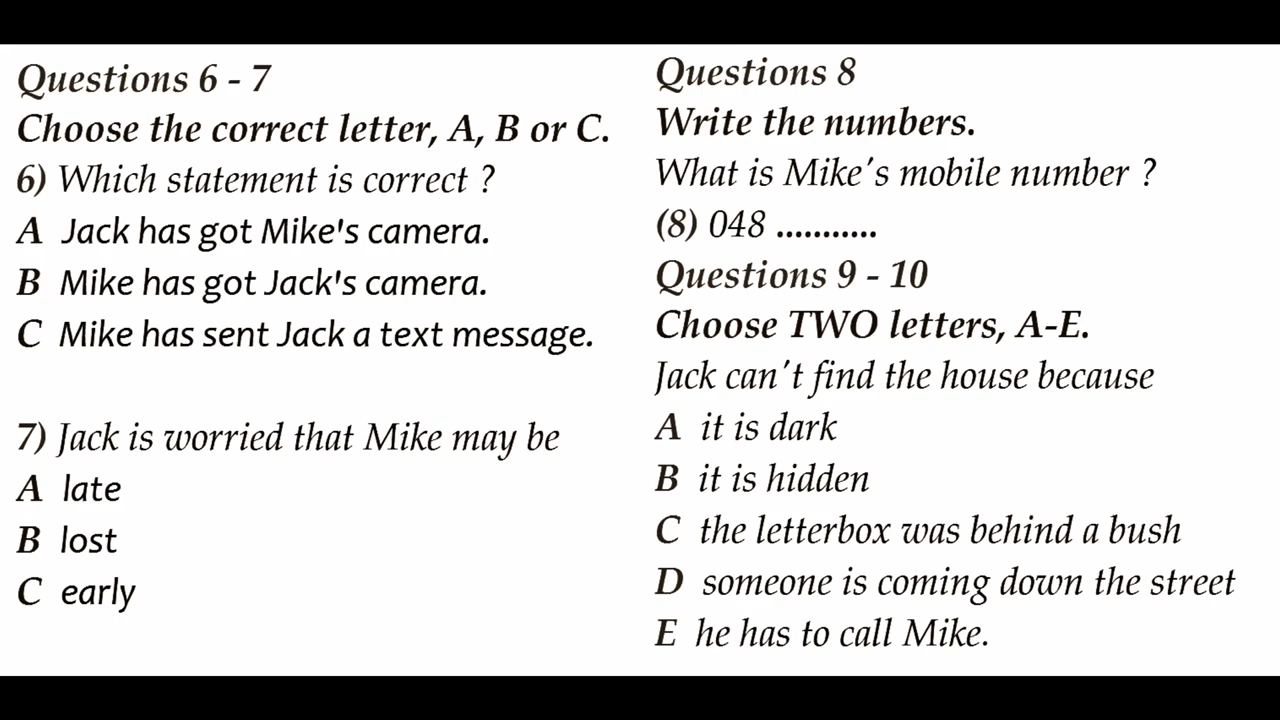 Questions 6 - 7
Choose the correct letter, A, B or C.
6) Which statement is correct ?
A Jack has got Mike's camera.
B Mike has got Jack's camera.
C Mike has sent Jack a text message.
7) Jack is worried that Mike may be
A late
B lost
C early
Questions 8
Write the numbers.
What is Mike's mobile number ?
(8) 048 ...........
Questions 9 - 10
Choose TWO letters, A-E.
Jack can't find the house because
A it is dark
B it is hidden
C the letterbox was behind a bush
D someone is coming down the street
E he has to call Mike.